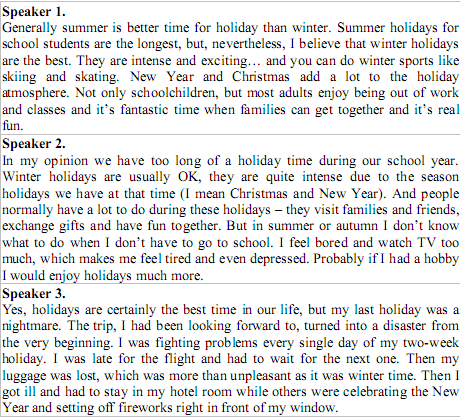 Speaker 1.
Generally summer is better time for holiday than winter. Summer holidays for
school students are the longest, but, nevertheless, I believe that winter holidays
are the best. They are intense and exciting… and you can do winter sports like
skiing and skating. New Year and Christmas add a lot to the holiday
atmosphere. Not only schoolchildren, but most adults enjoy being out of work
and classes and it's fantastic time when families can get together and it's real
fun.
Speaker 2.
In my opinion we have too long of a holiday time during our school year.
Winter holidays are usually OK, they are quite intense due to the season
holidays we have at that time (I mean Christmas and New Year). And people
normally have a lot to do during these holidays – they visit families and friends,
exchange gifts and have fun together. But in summer or autumn I don't know
what to do when I don't have to go to school. I feel bored and watch TV too
much, which makes me feel tired and even depressed. Probably if I had a hobby
I would enjoy holidays much more.
Speaker 3.
Yes, holidays are certainly the best time in our life, but my last holiday was a
nightmare. The trip, I had been looking forward to, turned into a disaster from
the very beginning. I was fighting problems every single day of my two-week
holiday. I was late for the flight and had to wait for the next one. Then my
luggage was lost, which was more than unpleasant as it was winter time. Then I
got ill and had to stay in my hotel room while others were celebrating the New
Year and setting off fireworks right in front of my window.